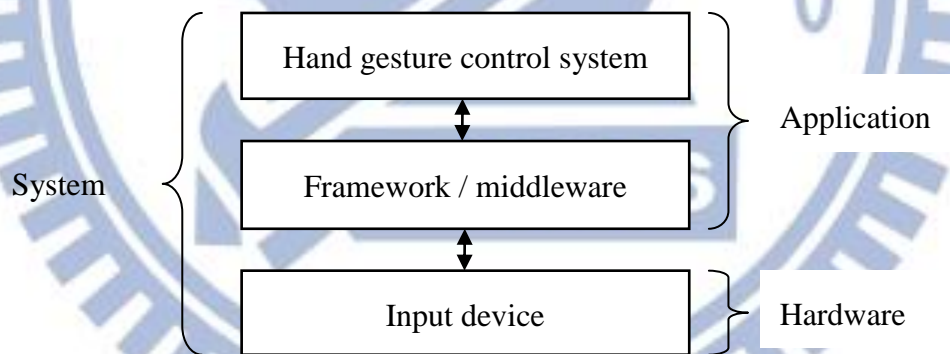 Hand gesture control system
Application
System
Framework / middleware
Input device
Hardware